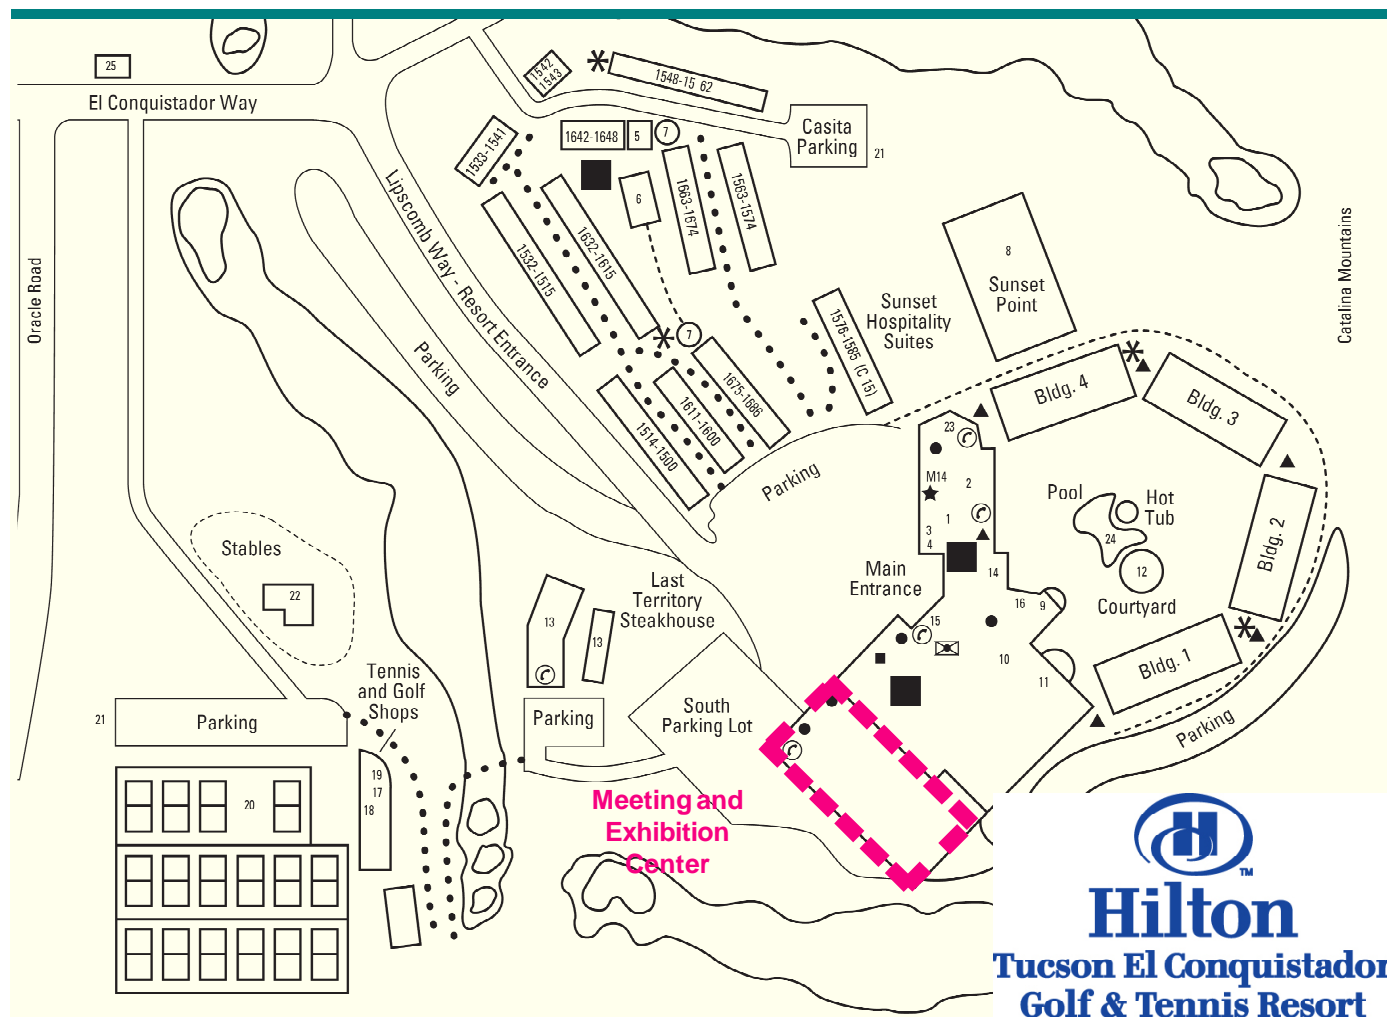 25
El Conquistador Way
1542
1543
1548-15 62
Casita
Parking
21
1533-1541
1642-1648
5
7
6
1663-1674
1563-1574
Lipscomb Way - Resort Entrance
1532-1515
1632-1615
Oracle Road
Parking
7
1675-1686
1611-1600
1514-1500
1576-1585 (C 15)
Sunset
Hospitality
Suites
8
Sunset
Point
Catalina Mountains
Bldg. 4
Bldg. 3
Bldg. 2
Bldg. 1
Parking
23
M14
2
1
3
4
14
Pool
Hot
Tub
24
12
Courtyard
Main
Entrance
16
9
15
10
11
Parking
Stables
22
Last
Territory
Steakhouse
13
13
Tennis
and Golf
Shops
21
Parking
Parking
South
Parking Lot
19
17
18
20
Meeting and
Exhibition
Center
TM
Hilton
Tucson El Conquistador
Golf & Tennis Resort